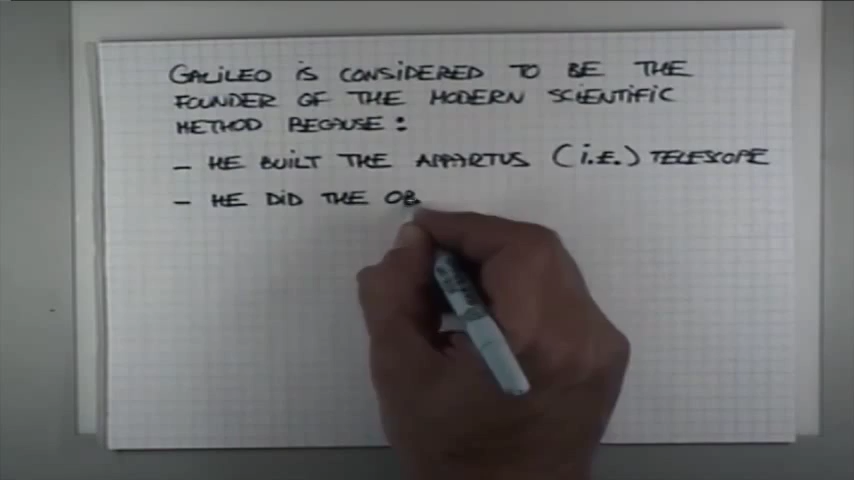 GALILEO IS CONSIDERED TO BE THE
FOUNDER OF THE MODERN SCIENTIFIC
METHOD BECAUSE:
- HE BUILT THE APPARTUS (i.E.) TELESCOPE
- HE DID THE OB